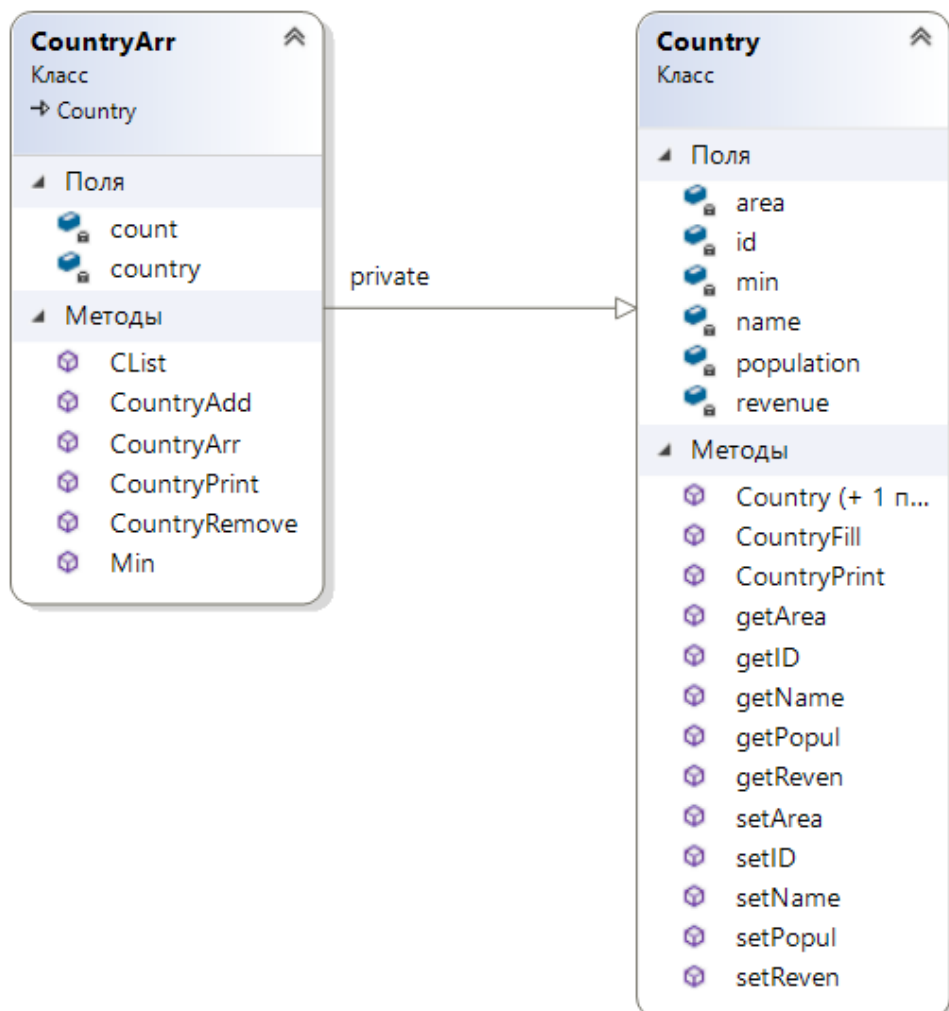 CountryArr
Класс
Country
Поля
count
country
Методы
CList
CountryAdd
CountryArr
CountryPrint
CountryRemove
Min
private
Country
Класс
Поля
area
id
min
name
population
revenue
Методы
Country (+ 1 п...
CountryFill
CountryPrint
getArea
getID
getName
getPopul
getReven
setArea
setID
setName
setPopul
setReven